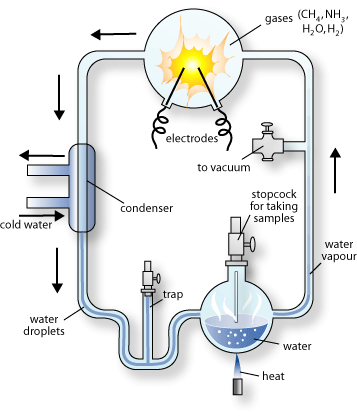 gases (CH4, NH3,
H2O, H2)
electrodes
to vacuum
stopcock
for taking
samples
condenser
cold water
water
vapour
trap
water
droplets
water
heat